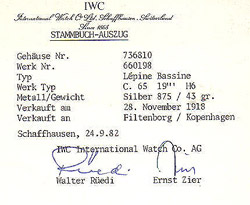 IWC
International Watch Co. Ltd., Schaffhausen, Switzerland
Since 1868
STAMMBUCH-AUSZUG
Gehäuse Nr. 736810
Werk Nr. 660198
Typ Lépine Bassine
Werk Typ C. 65 19''' H6
Metall/Gewicht Silber 875 / 43 gr.
Verkauft am 28. November 1918
Verkauft an Filtenborg / Kopenhagen
Schaffhausen, 24.9.82
IWC International Watch Co. AG
Walter Rüedi Ernst Zier